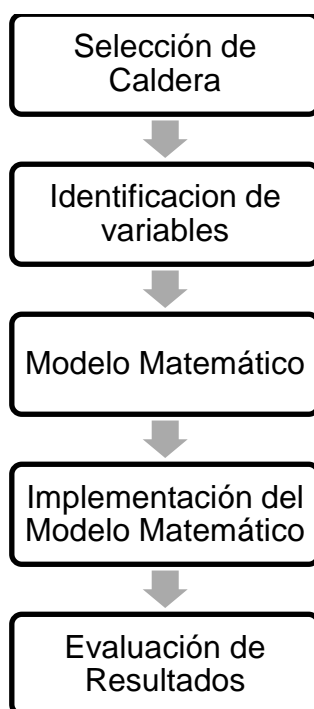 Selección de
Caldera
Identificacion de
variables
Modelo Matemático
Implementación del
Modelo Matemático
Evaluación de
Resultados